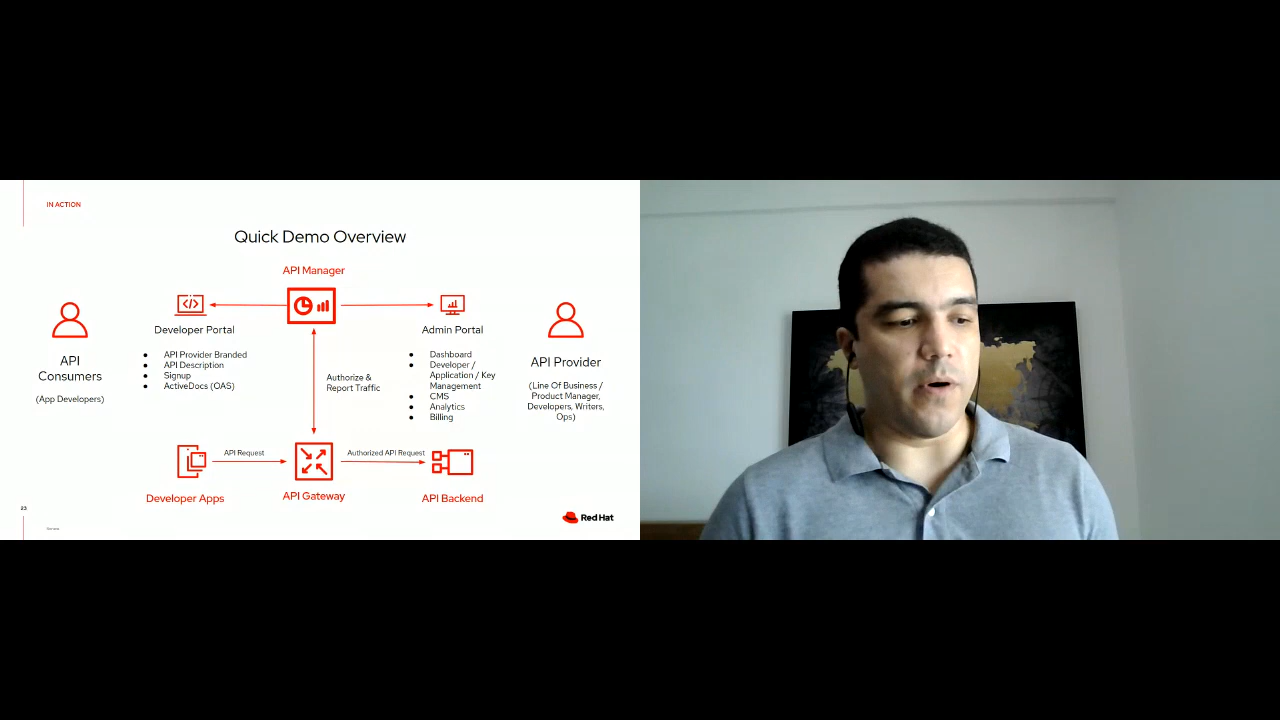 IN ACTION
Quick Demo Overview
API Manager
Developer Portal
Admin Portal
API
Consumers
(App Developers)
● API Provider Branded
● API Description
● Signup
● ActiveDocs (OAS)
Authorize &
Report Traffic
● Dashboard
● Developer /
Application / Key
Management
● CMS
● Analytics
● Billing
API Provider
(Line Of Business /
Product Manager,
Developers, Writers,
Ops)
API Request
Authorized API Request
Developer Apps
API Gateway
API Backend
23
Red Hat